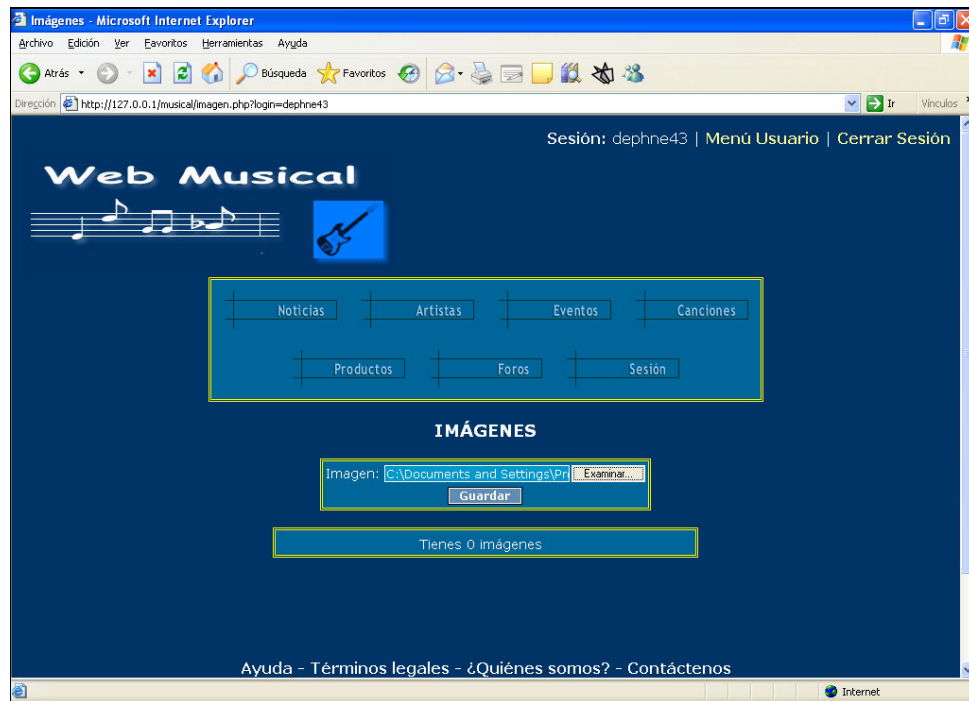 Imágenes - Microsoft Internet Explorer
Archivo Edición Ver Favoritos Herramientas Ayuda
Atrás Búsqueda Favoritos
Dirección http://127.0.0.1/musical/imagen.php?login=dephne43 Ir Vínculos
Sesión: dephne43 | Menú Usuario | Cerrar Sesión
Web Musical
Noticias Artistas Eventos Canciones
Productos Foros Sesión
IMÁGENES
Imagen: C:\Documents and Settings\Pr Examinar...
Guardar
Tienes 0 imágenes
Ayuda - Términos legales - ¿Quiénes somos? - Contáctenos
Internet